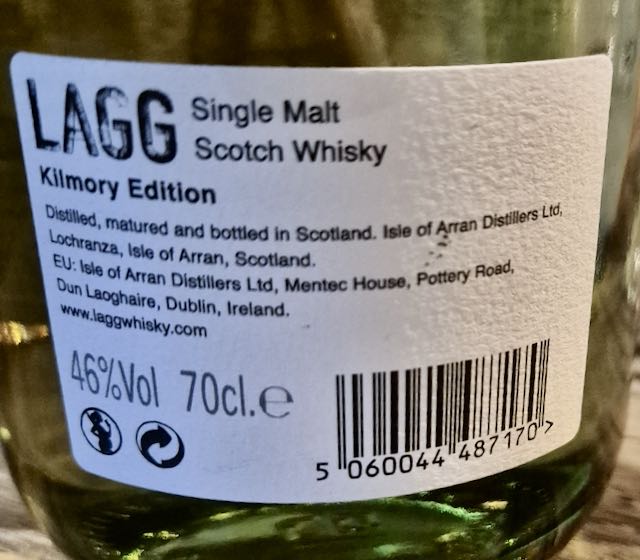 LAGG Single Malt
Scotch Whisky
Kilmory Edition
Distilled, matured and bottled in Scotland. Isle of Arran Distillers Ltd,
Lochranza, Isle of Arran, Scotland.
EU: Isle of Arran Distillers Ltd, Mentec House, Pottery Road,
Dun Laoghaire, Dublin, Ireland.
www.laggwhisky.com
46%Vol 70cl.e
5 060044 487170 >